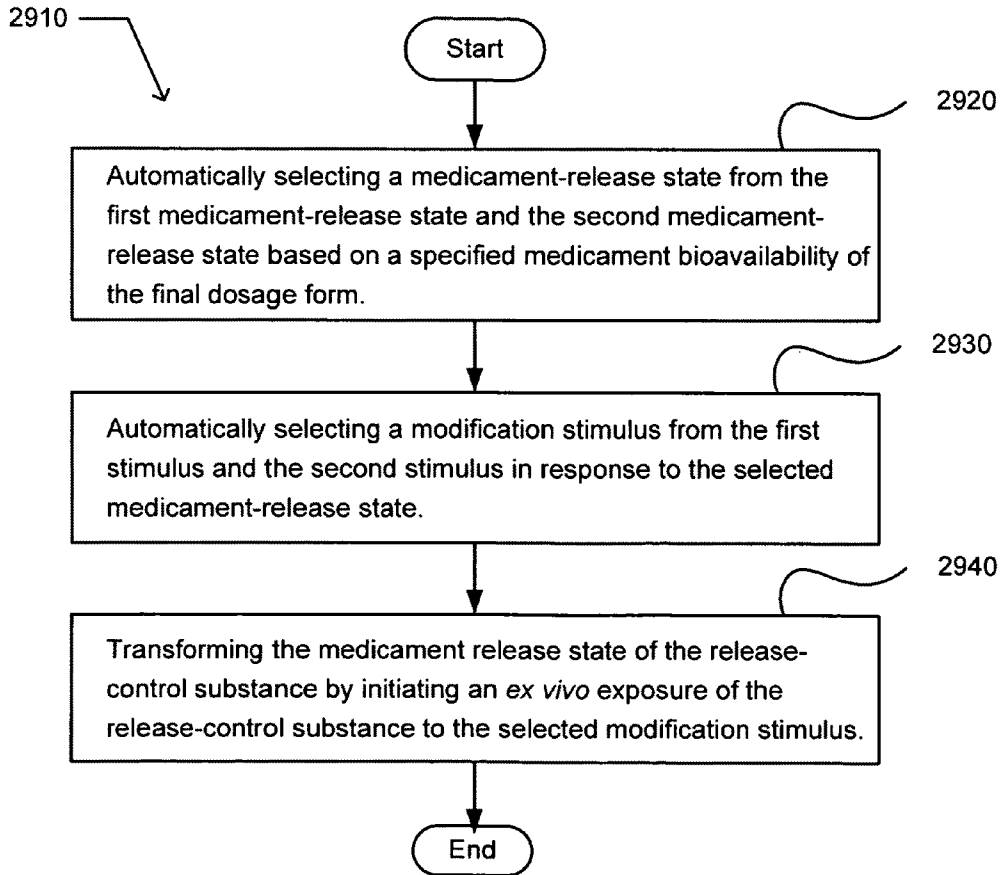 2910
Start
2920
Automatically selecting a medicament-release state from the
first medicament-release state and the second medicament-
release state based on a specified medicament bioavailability of
the final dosage form.
2930
Automatically selecting a modification stimulus from the first
stimulus and the second stimulus in response to the selected
medicament-release state.
2940
Transforming the medicament release state of the release-
control substance by initiating an ex vivo exposure of the
release-control substance to the selected modification stimulus.
End